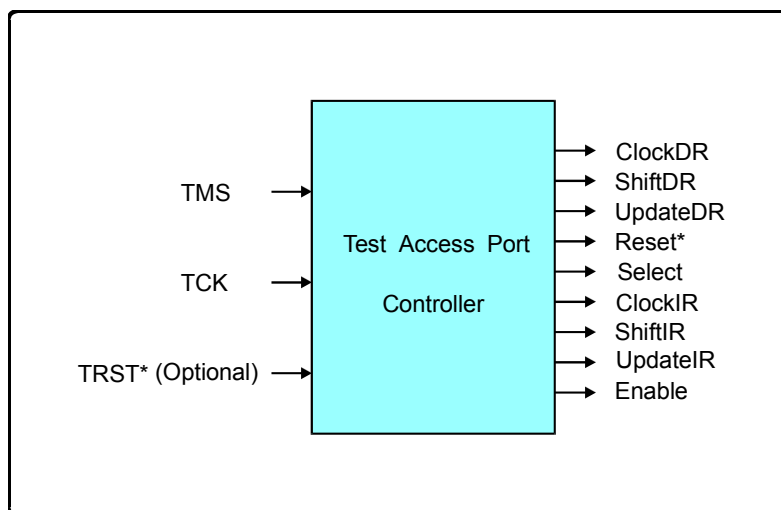 TMS
TCK
TRST* (Optional)
Test Access Port
Controller
ClockDR
ShiftDR
UpdateDR
Reset*
Select
ClockIR
ShiftIR
UpdateIR
Enable